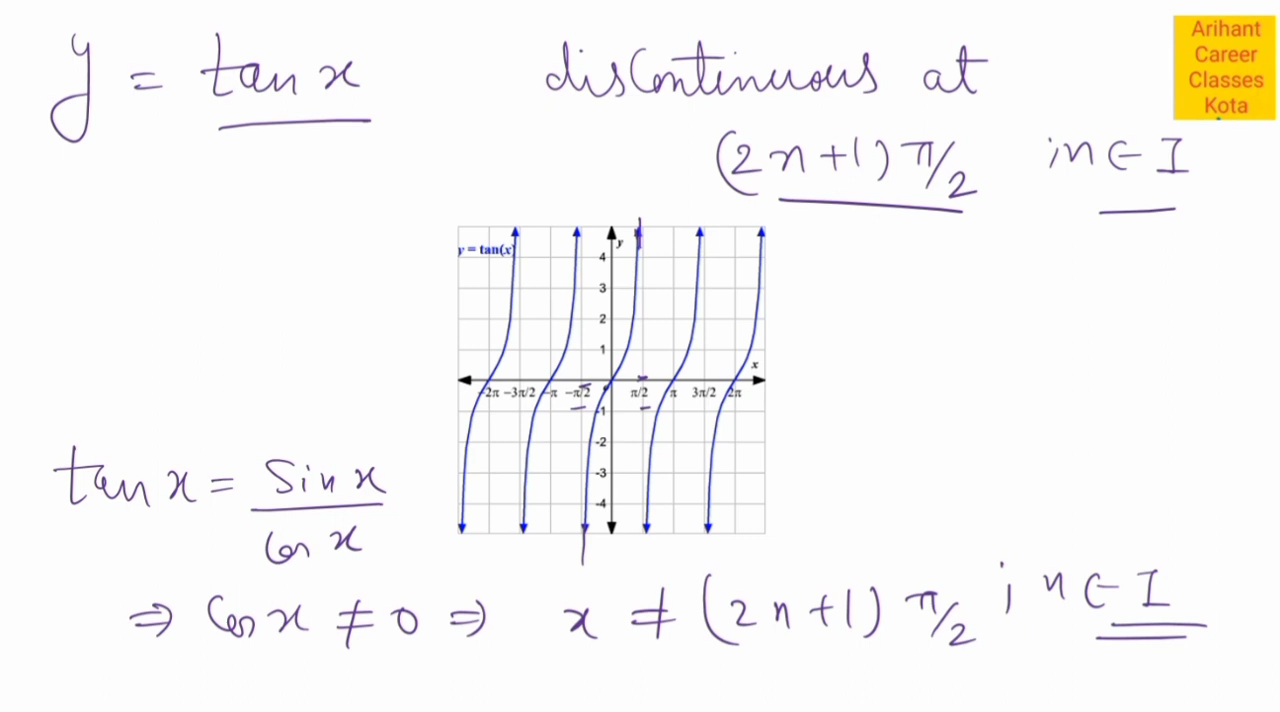 y = tan x discontinuous at
(2n+1) π/2 ; n ∈ I
Arihant
Career
Classes
Kota
y = tan(x)
y
4
3
2
1
x
-2π -3π/2 -π -π/2 π/2 π 3π/2 2π
-1
-2
-3
-4
tan x = Sin x
Cos x
⇒ Cos x ≠ 0 ⇒ x ≠ (2n+1) π/2 ; n ∈ I